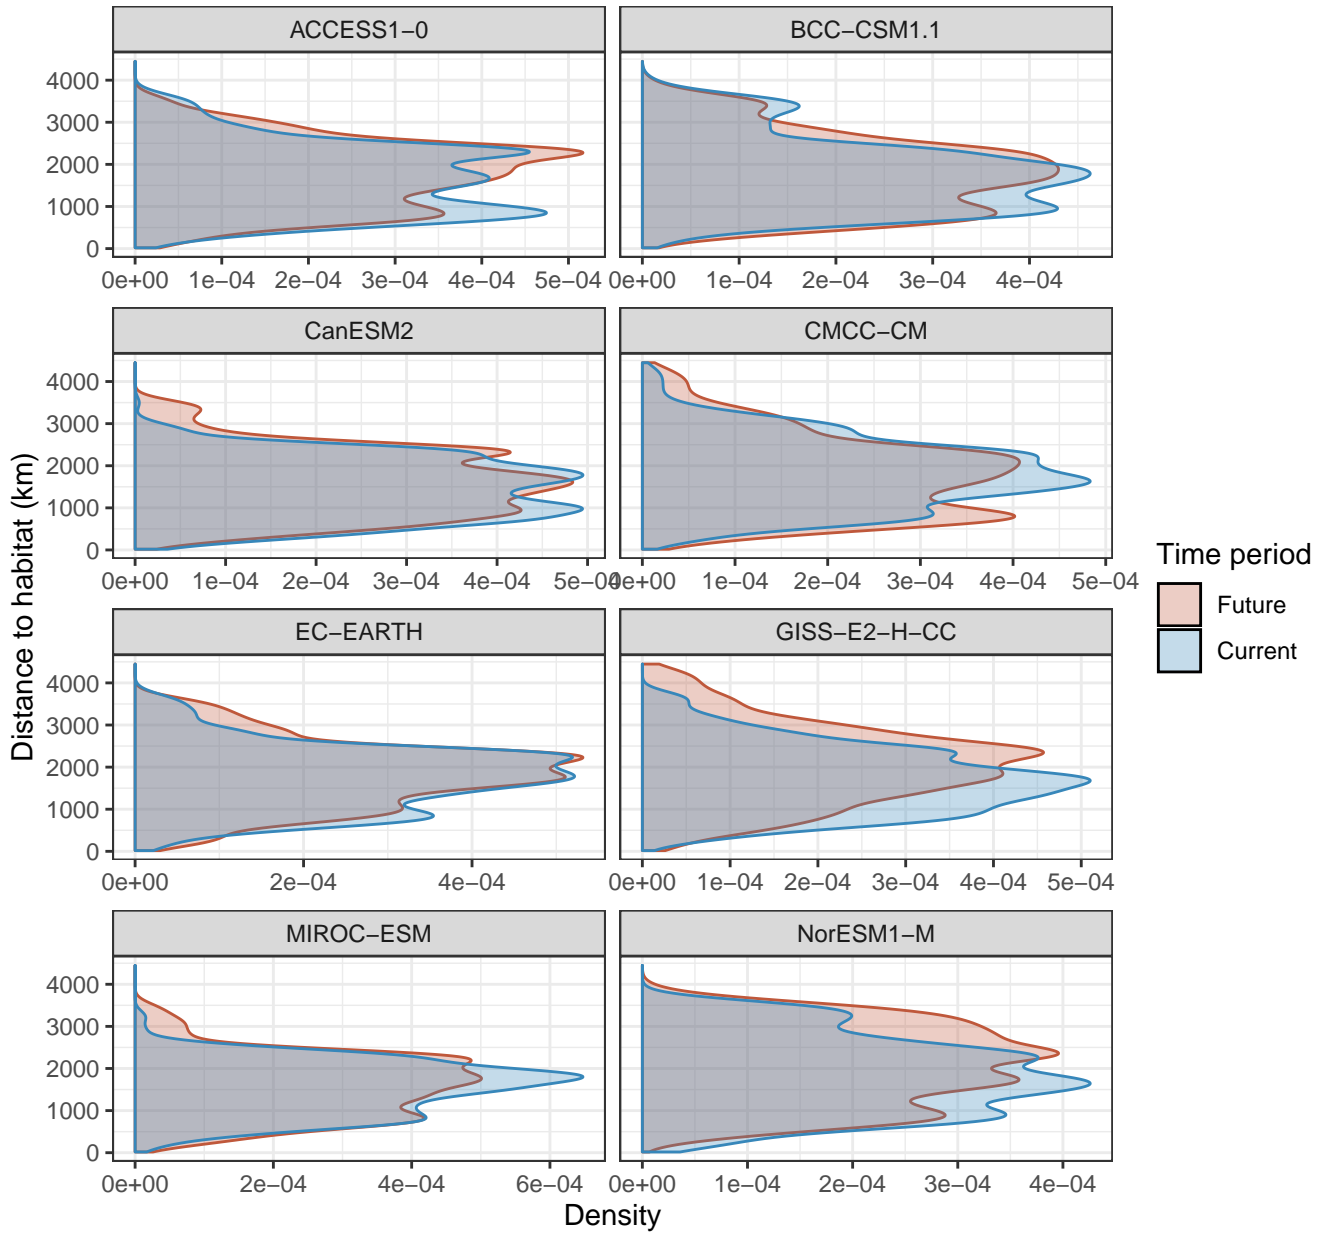 ACCESS1−0 BCC−CSM1.1
4000
3000
2000
1000
0
0e+00 1e−04 2e−04 3e−04 4e−04 5e−04 0e+00 1e−04 2e−04 3e−04 4e−04
CanESM2 CMCC−CM
4000
3000
2000
1000
0
0e+00 1e−04 2e−04 3e−04 4e−04 5e−04 0e+00 1e−04 2e−04 3e−04 4e−04 5e−04
EC−EARTH GISS−E2−H−CC
4000
3000
2000
1000
0
0e+00 2e−04 4e−04 0e+00 1e−04 2e−04 3e−04 4e−04 5e−04
MIROC−ESM NorESM1−M
4000
3000
2000
1000
0
0e+00 2e−04 4e−04 6e−04 0e+00 1e−04 2e−04 3e−04 4e−04
Density
Distance to habitat (km)
Time period
Future
Current